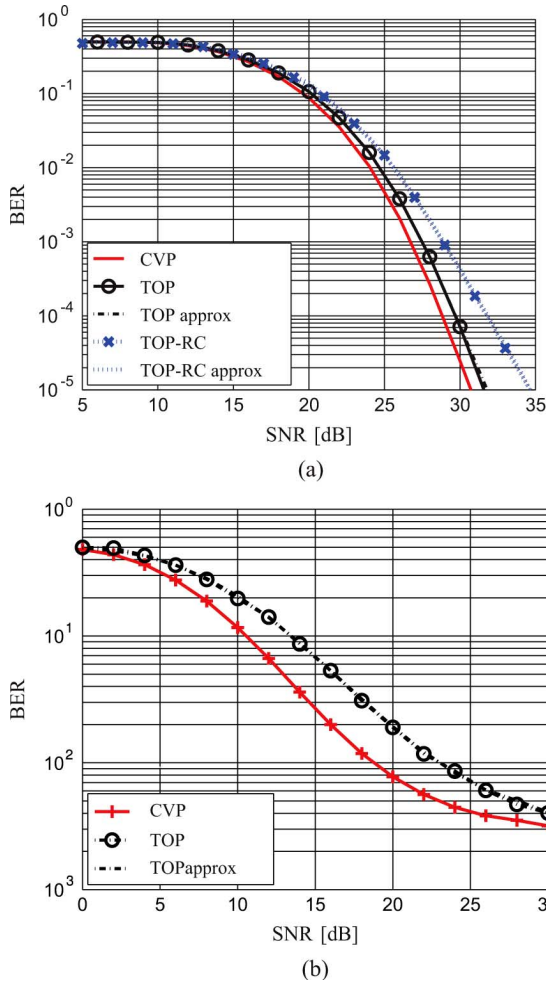 10^0
10^-1
10^-2
10^-3
10^-4
10^-5
BER
CVP
TOP
TOP approx
TOP-RC
TOP-RC approx
5 10 15 20 25 30 35
SNR [dB]
(a)
10^0
10^1
10^2
10^3
BER
CVP
TOP
TOPapprox
0 5 10 15 20 25 30
SNR [dB]
(b)